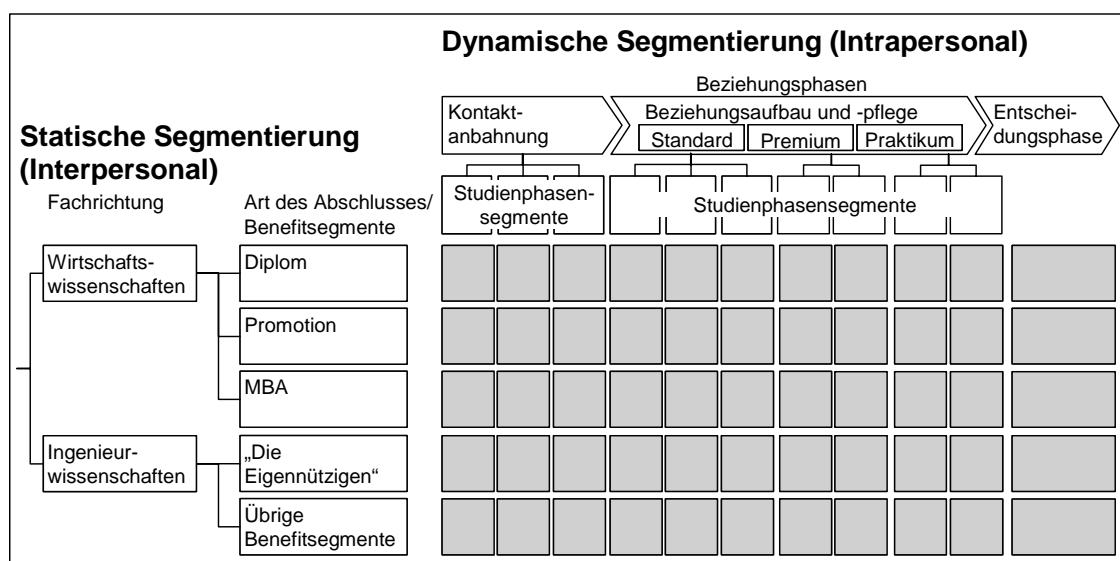 Dynamische Segmentierung (Intrapersonal)
Beziehungsphasen
Kontakt-
anbahnung
Beziehungsaufbau und -pflege
Standard
Premium
Praktikum
Entschei-
dungsphase
Statische Segmentierung
(Interpersonal)
Studienphasen-
segmente
Studienphasensegmente
Fachrichtung
Art des Abschlusses/
Benefitsegmente
Wirtschafts-
wissenschaften
Diplom
Promotion
MBA
Ingenieur-
wissenschaften
„Die
Eigennützigen“
Übrige
Benefitsegmente